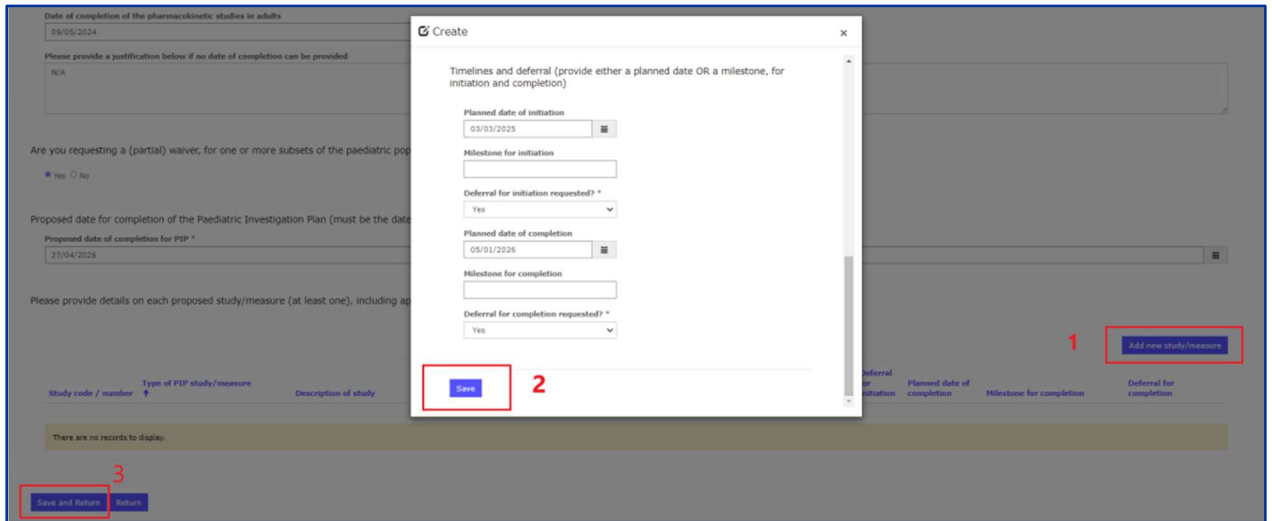 Date of completion of the pharmacokinetic studies in adults
09/05/2024
Please provide a justification below if no date of completion can be provided
N/A
Are you requesting a (partial) waiver, for one or more subsets of the paediatric pop
Yes No
Proposed date for completion of the Paediatric Investigation Plan (must be the date
Proposed date of completion for PIP *
27/04/2026
Please provide details on each proposed study/measure (at least one), including ap
Create
×
Timelines and deferral (provide either a planned date OR a milestone, for
initiation and completion)
Planned date of initiation
03/03/2025
Milestone for initiation
Deferral for initiation requested? *
Yes
Planned date of completion
05/01/2026
Milestone for completion
Deferral for completion requested? *
Yes
Save
2
1
Add new study/measure
Study code / number
Type of PIP study/measure
Description of study
Deferral
for
initiation
Planned date of
completion
Milestone for completion
Deferral for
completion
There are no records to display.
3
Save and Return
Return